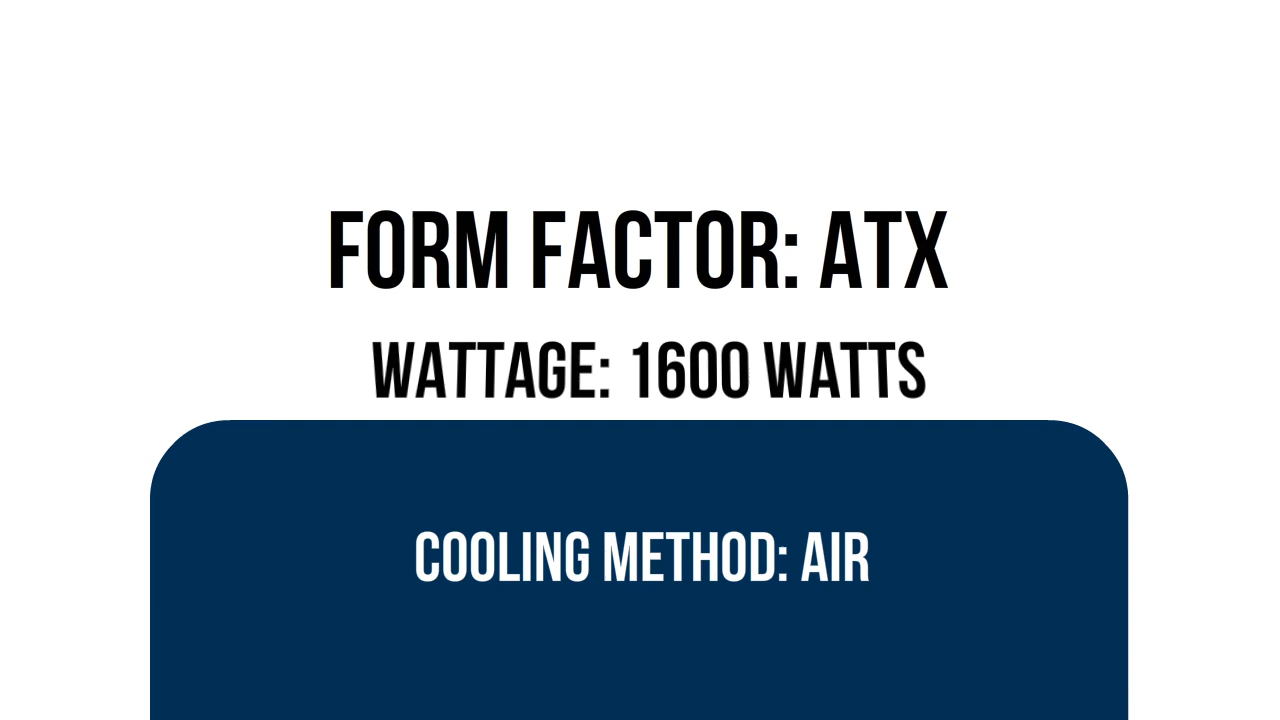 FORM FACTOR: ATX
WATTAGE: 1600 WATTS
COOLING METHOD: AIR